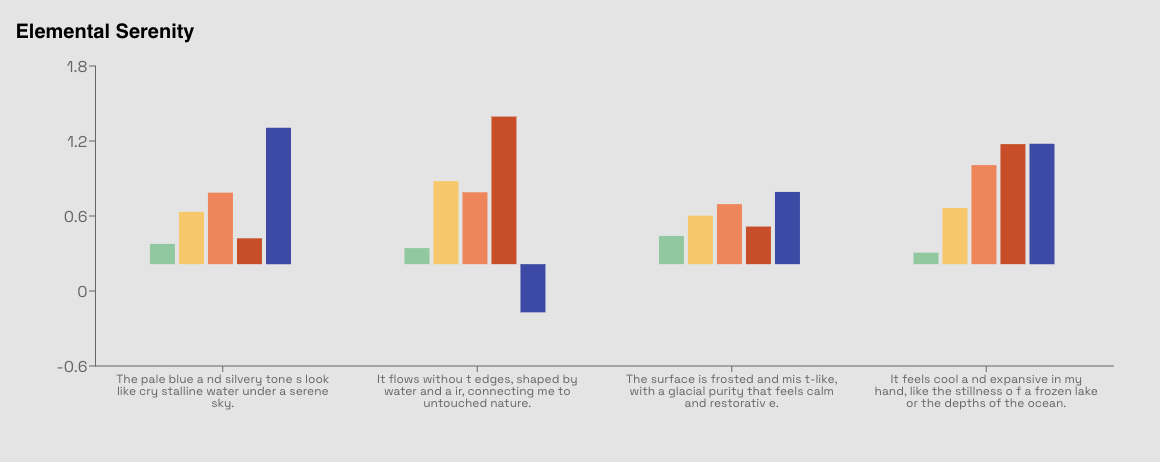 Elemental Serenity
1.8
1.2
0.6
0
-0.6
The pale blue a nd silvery tone s look
like cry stalline water under a serene
sky.
It flows withou t edges, shaped by
water and a ir, connecting me to
untouched nature.
The surface is frosted and mis t-like,
with a glacial purity that feels calm
and restorativ e.
It feels cool a nd expansive in my
hand, like the stillness o f a frozen lake
or the depths of the ocean.